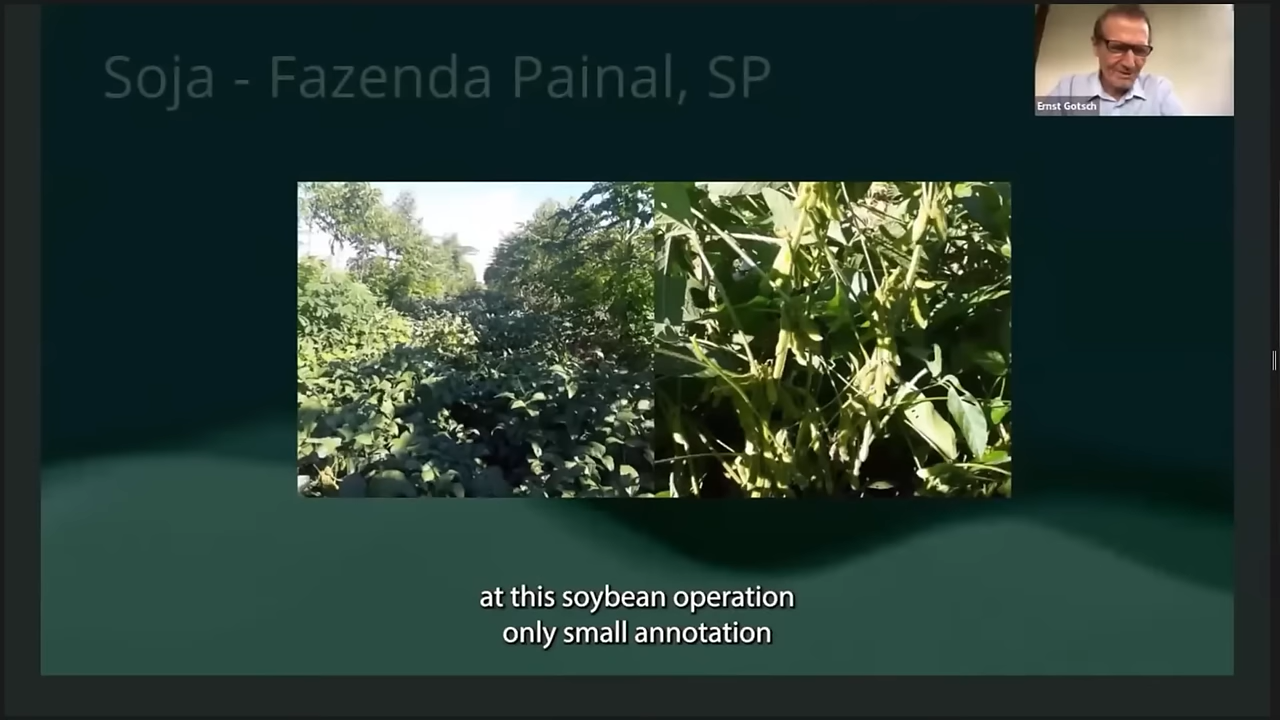 Soja - Fazenda Painal, SP
Ernst Gotsch
at this soybean operation
only small annotation